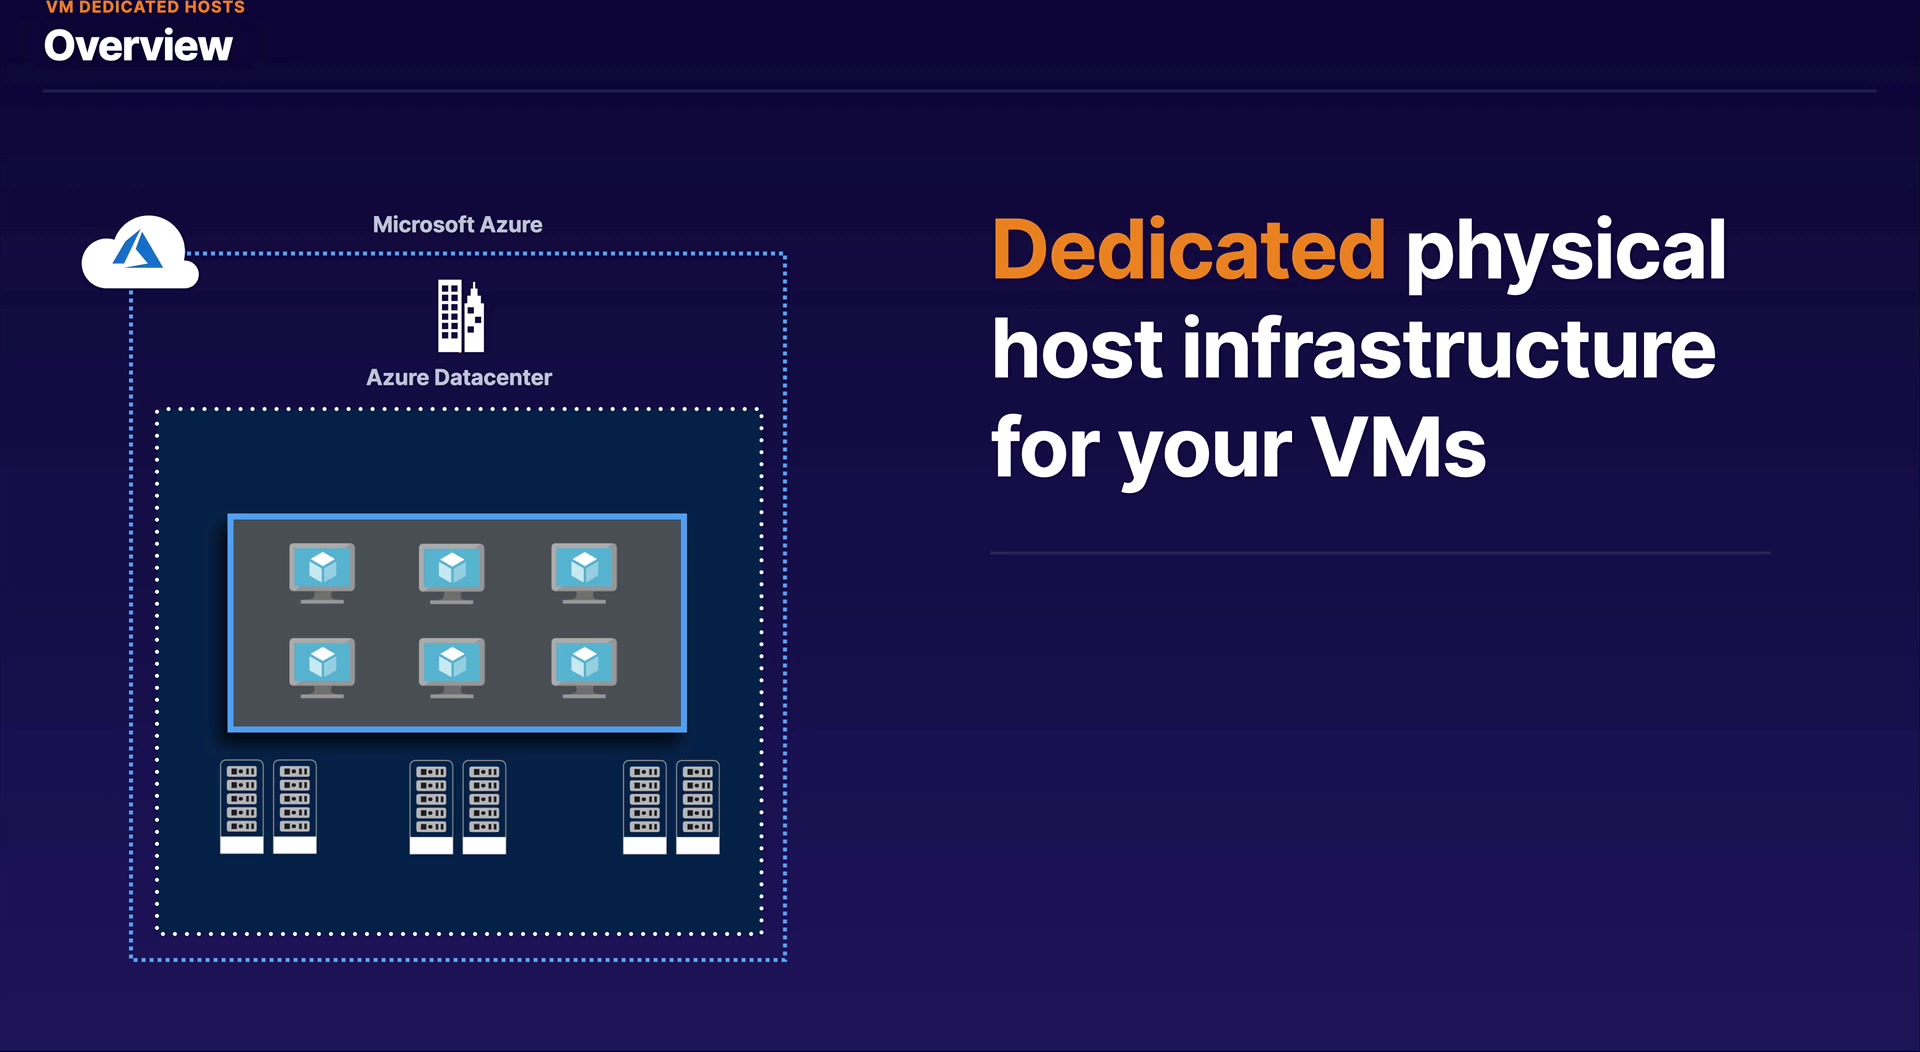 VM DEDICATED HOSTS
Overview
Microsoft Azure
Azure Datacenter
Dedicated physical
host infrastructure
for your VMs